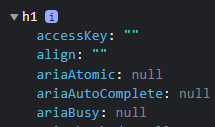 ▼ h1 i
accessKey: ""
align: ""
ariaAtomic: null
ariaAutoComplete: null
ariaBusy: null